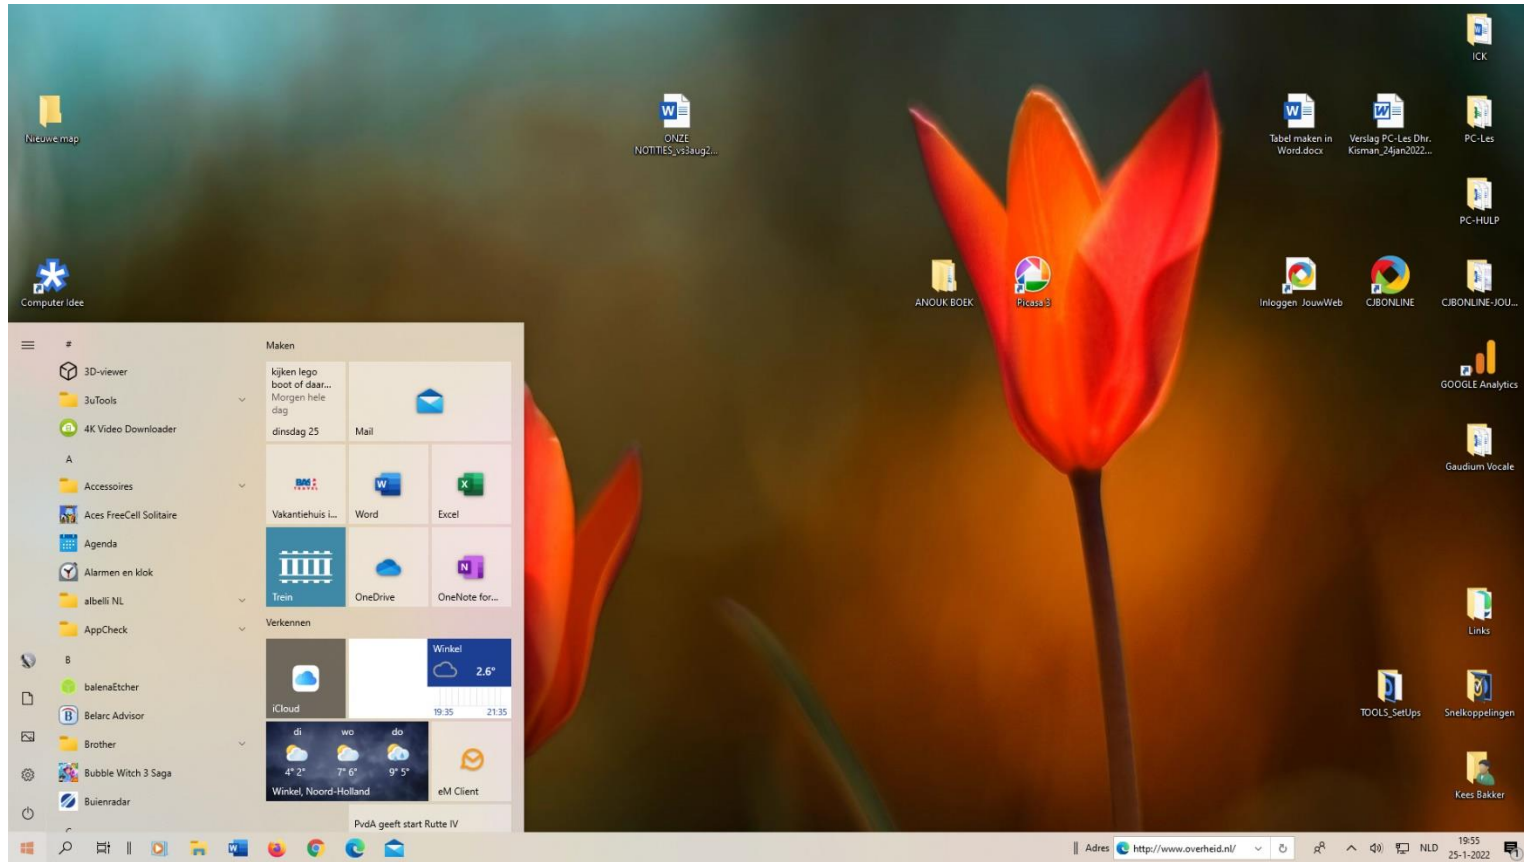 ICK
Nieuwe map
ONZE
NOTITIES_vs3aug2...
Tabel maken in
Word.docx
Verslag PC-Les Dhr.
Kisman_24jan2022...
PC-Les
PC-HULP
Computer Idee
ANOUK BOEK
Picasa 3
Inloggen JouwWeb
CJBONLINE
CJBONLINE-JOU...
GOOGLE Analytics
Gaudium Vocale
Links
TOOLS_SetUps
Snelkoppelingen
Kees Bakker
#
3D-viewer
3uTools
4K Video Downloader
A
Accessoires
Aces FreeCell Solitaire
Agenda
Alarmen en klok
albelli NL
AppCheck
B
balenaEtcher
Belarc Advisor
Brother
Bubble Witch 3 Saga
Buienradar
Maken
kijken lego
boot of daar...
Morgen hele
dag
dinsdag 25
Mail
Vakantiehuis i...
Word
Excel
Trein
OneDrive
OneNote for...
Verkennen
iCloud
Winkel
2.6°
19:35 21:35
di wo do
4° 2° 7° 6° 9° 5°
Winkel, Noord-Holland
eM Client
PvdA geeft start Rutte IV
Adres http://www.overheid.nl/
NLD
19:55
25-1-2022
1